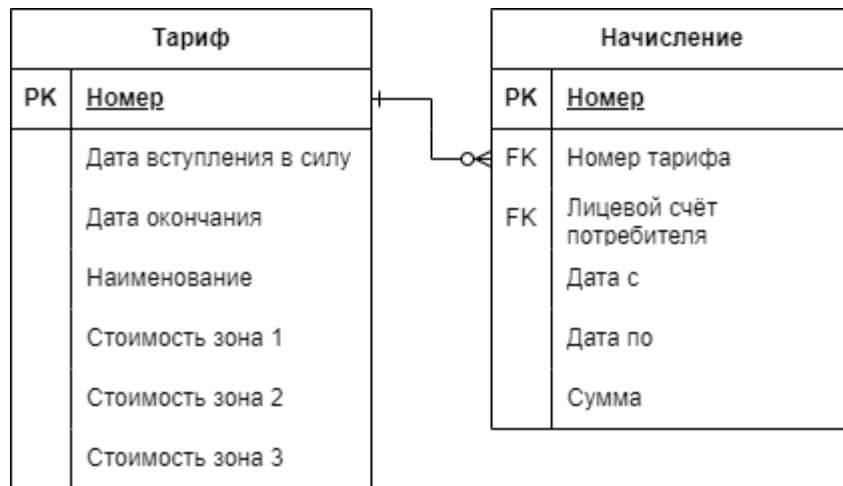 Тариф
PK Номер
Дата вступления в силу
Дата окончания
Наименование
Стоимость зона 1
Стоимость зона 2
Стоимость зона 3
Начисление
PK Номер
FK Номер тарифа
FK Лицевой счёт
потребителя
Дата с
Дата по
Сумма